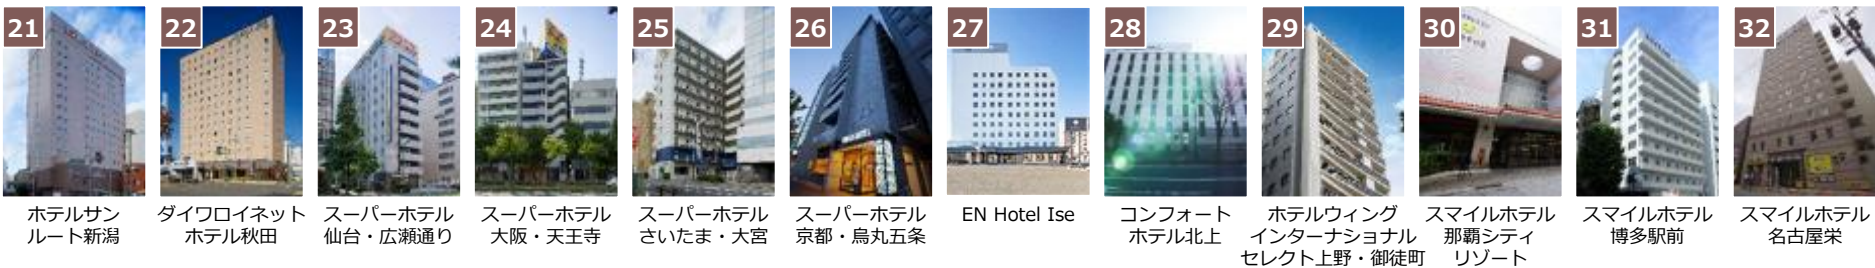 21
22
23
24
25
26
27
28
29
30
31
32
ホテルサン
ルート新潟
ダイワロイネット
ホテル秋田
スーパーホテル
仙台・広瀬通り
スーパーホテル
大阪・天王寺
スーパーホテル
さいたま・大宮
スーパーホテル
京都・烏丸五条
EN Hotel Ise
コンフォート
ホテル北上
ホテルウィング
インターナショナル
セレクト上野・御徒町
スマイルホテル
那覇シティ
リゾート
スマイルホテル
博多駅前
スマイルホテル
名古屋栄